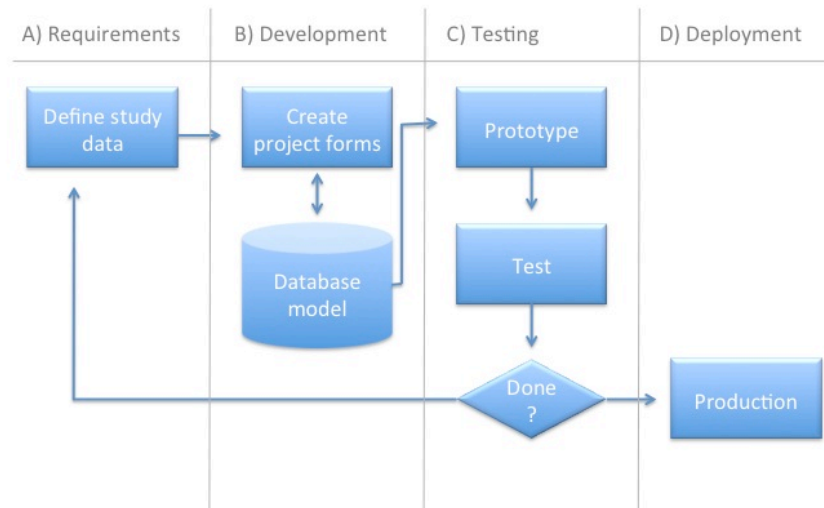 A) Requirements
B) Development
C) Testing
D) Deployment
Define study
data
Create
project forms
Prototype
Database
model
Test
Done
?
Production